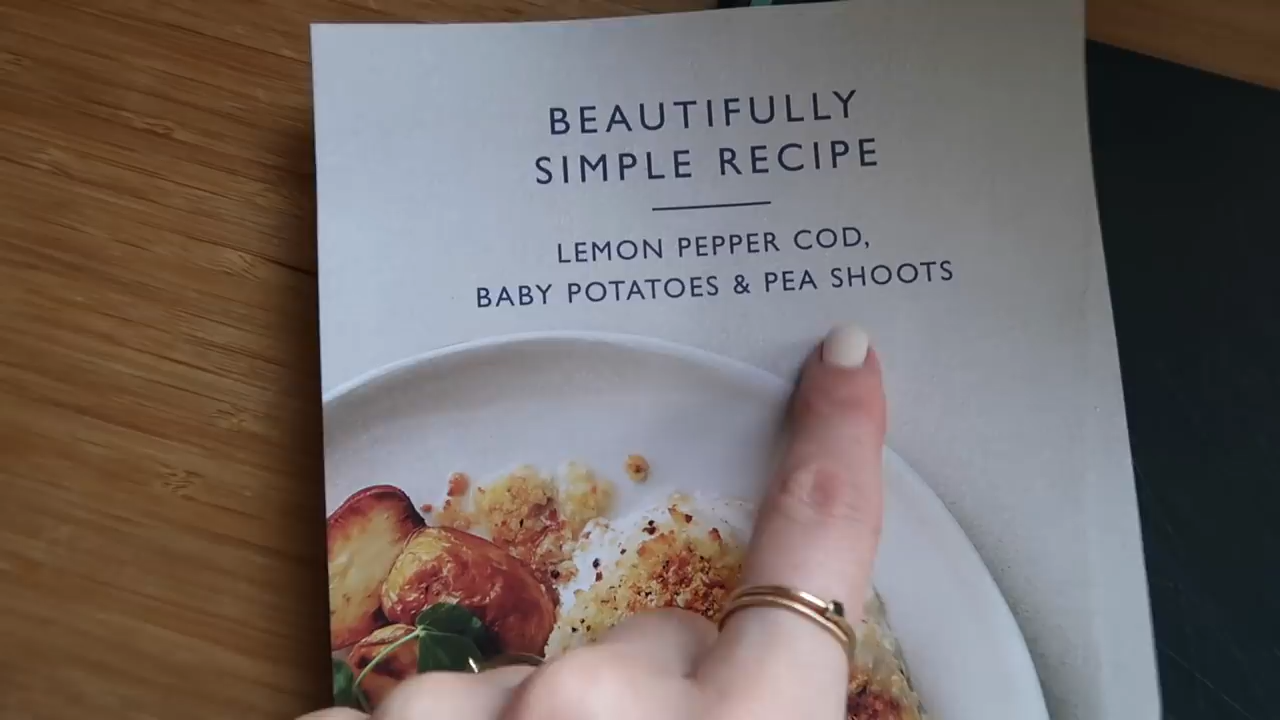 BEAUTIFULLY
SIMPLE RECIPE
LEMON PEPPER COD,
BABY POTATOES & PEA SHOOTS